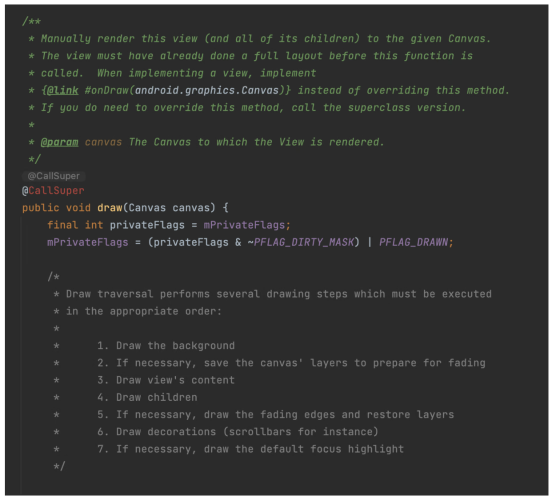 /**
 * Manually render this view (and all of its children) to the given Canvas.
 * The view must have already done a full layout before this function is
 * called.  When implementing a view, implement
 * {@link #onDraw(android.graphics.Canvas)} instead of overriding this method.
 * If you do need to override this method, call the superclass version.
 *
 * @param canvas The Canvas to which the View is rendered.
 */
@CallSuper
@CallSuper
public void draw(Canvas canvas) {
    final int privateFlags = mPrivateFlags;
    mPrivateFlags = (privateFlags & ~PFLAG_DIRTY_MASK) | PFLAG_DRAWN;

    /*
     * Draw traversal performs several drawing steps which must be executed
     * in the appropriate order:
     *
     *      1. Draw the background
     *      2. If necessary, save the canvas' layers to prepare for fading
     *      3. Draw view's content
     *      4. Draw children
     *      5. If necessary, draw the fading edges and restore layers
     *      6. Draw decorations (scrollbars for instance)
     *      7. If necessary, draw the default focus highlight
     */